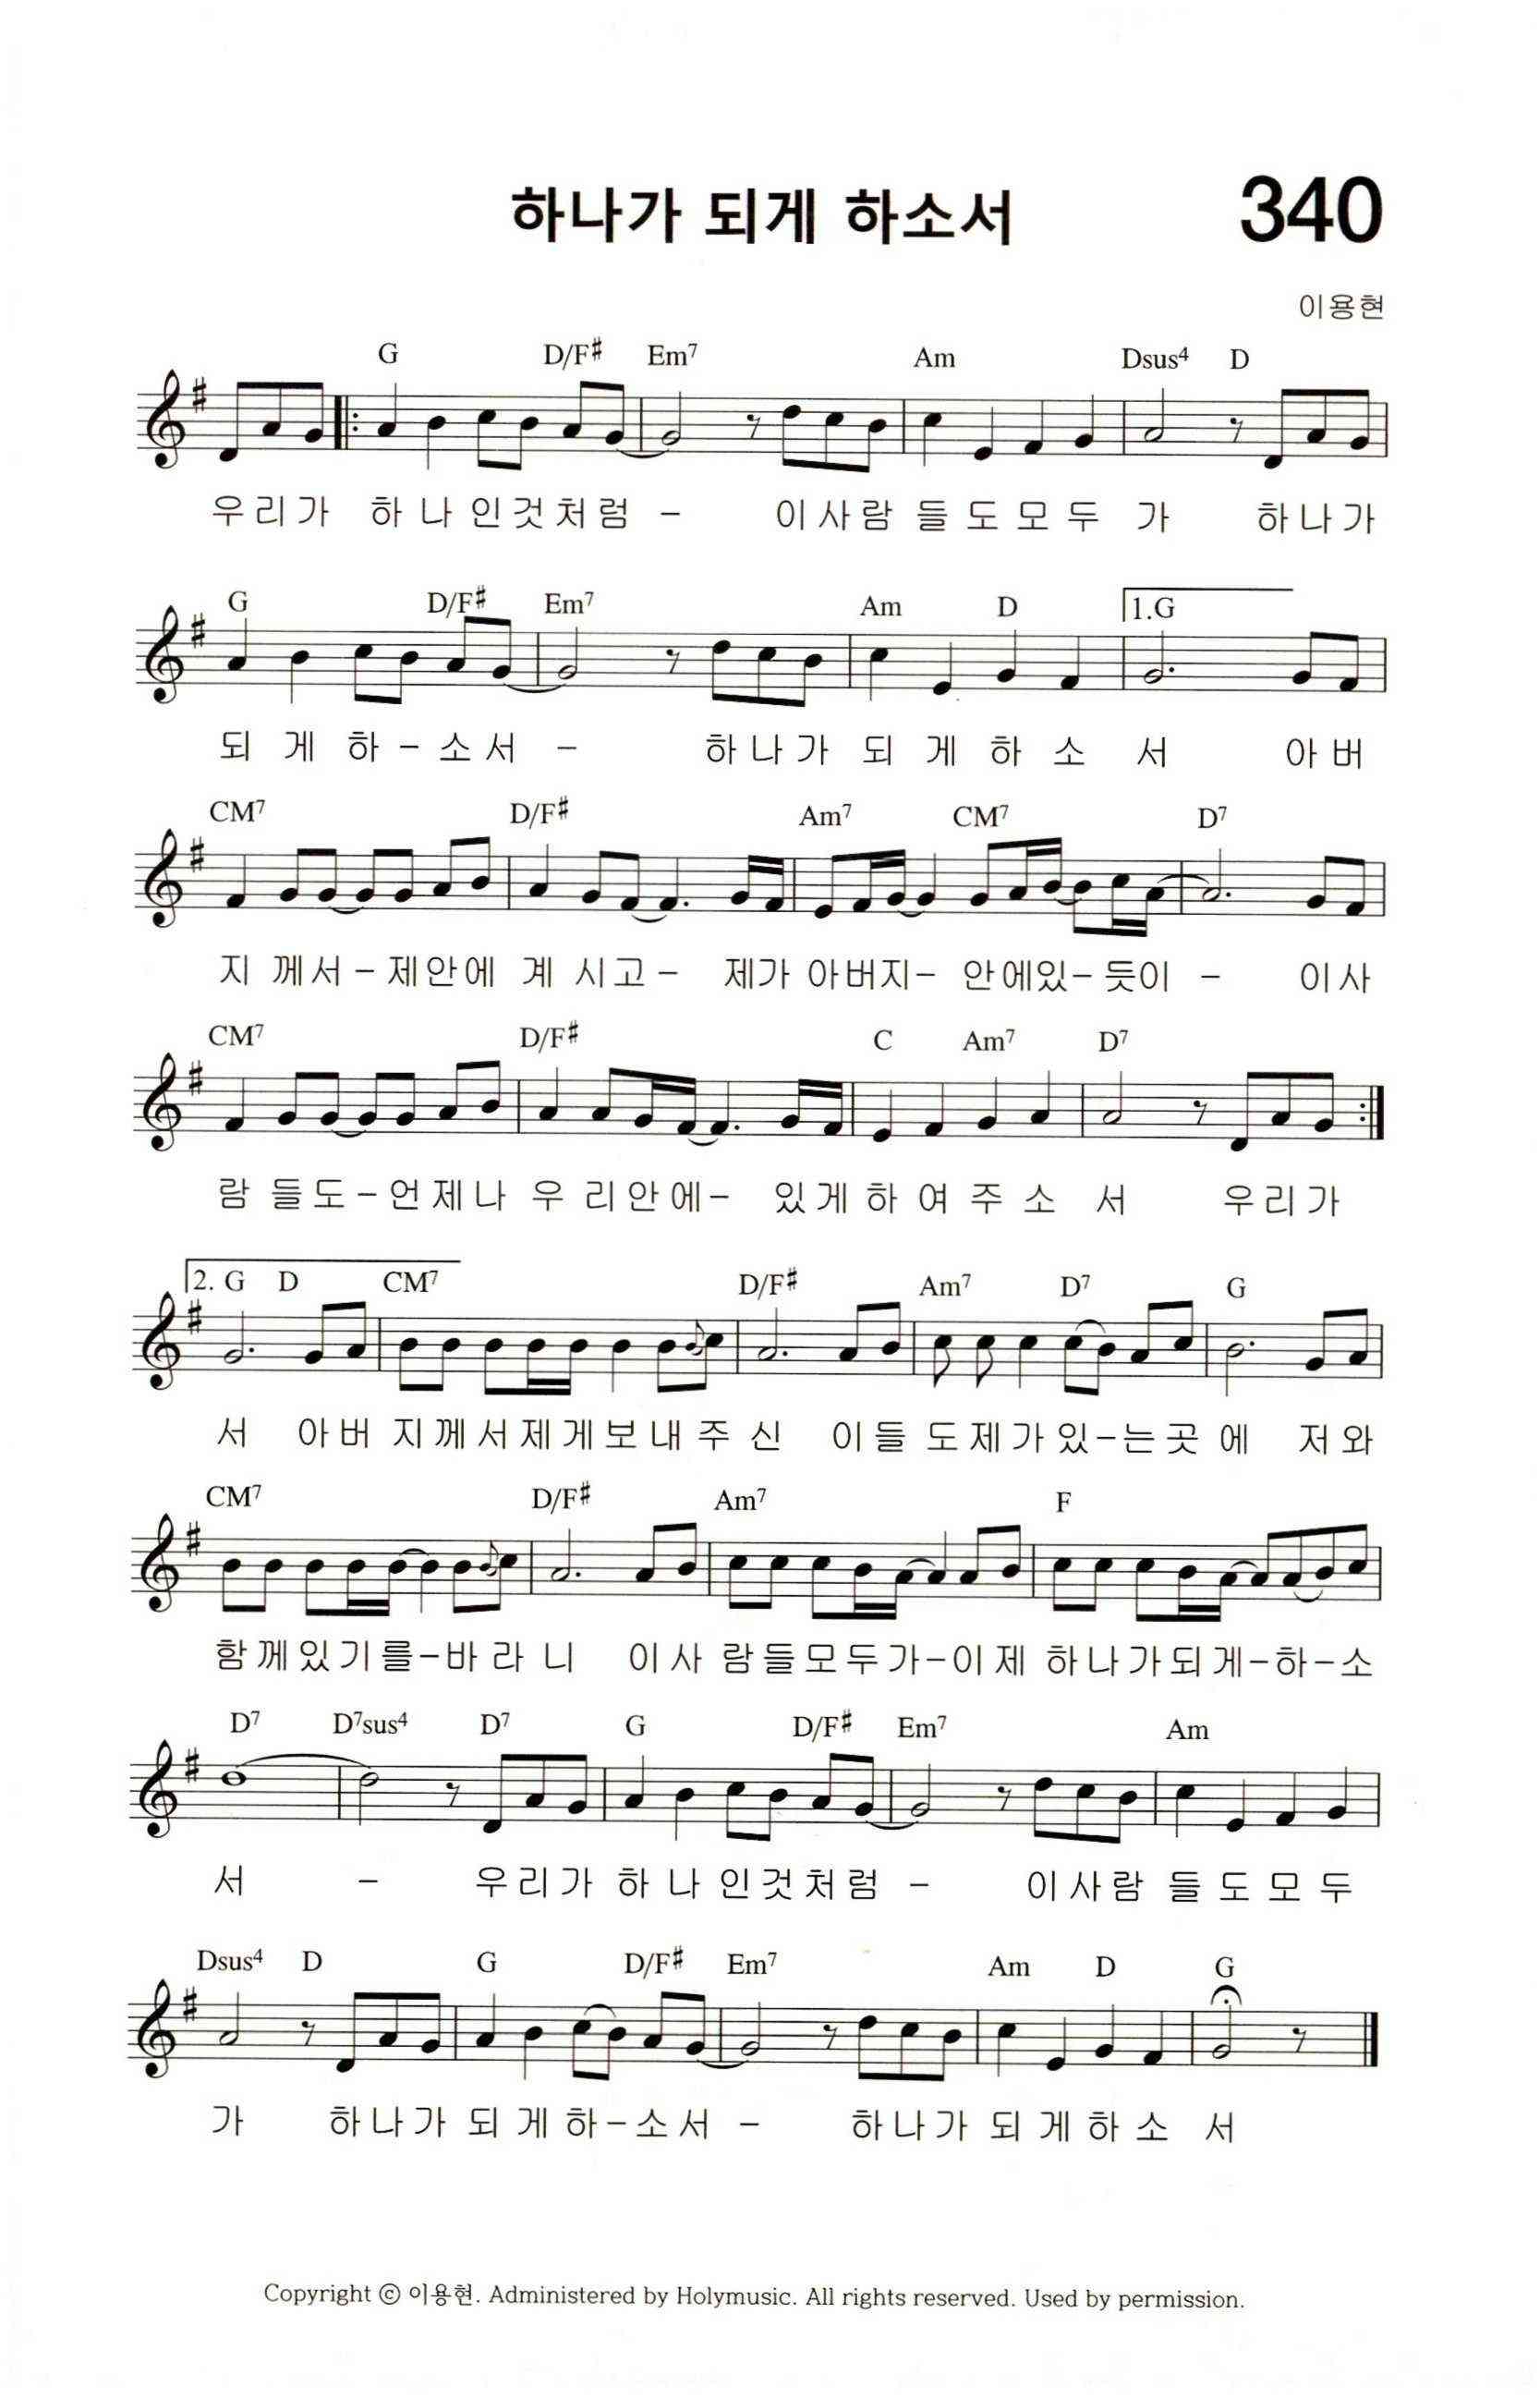 하나가 되게 하소서 340
이용현
G D/F♯ Em7 Am Dsus4 D
우리가 하나인것처럼 - 이사람들도모두가 하나가
G D/F♯ Em7 Am D 1.G
되게하-소서 - 하나가되게하소서 아버
CM7 D/F♯ Am7 CM7 D7
지께서-제안에계시고- 제가아버지- 안에있-듯이 - 이사
CM7 D/F♯ C Am7 D7
람들도-언제나우리안에- 있게하여주소서 우리가
2. G D CM7 D/F♯ Am7 D7 G
서 아버지께서제게보내주신 이들도제가있-는곳에 저와
CM7 D/F♯ Am7 F
함께있기를-바라니 이사람들모두가-이제하나가되게-하-소
D7 D7sus4 D7 G D/F♯ Em7 Am
서 - 우리가하나인것처럼 - 이사람들도모두
Dsus4 D G D/F♯ Em7 Am D G
가 하나가되게하-소서 - 하나가되게하소서
Copyright ⓒ 이용현. Administered by Holymusic. All rights reserved. Used by permission.